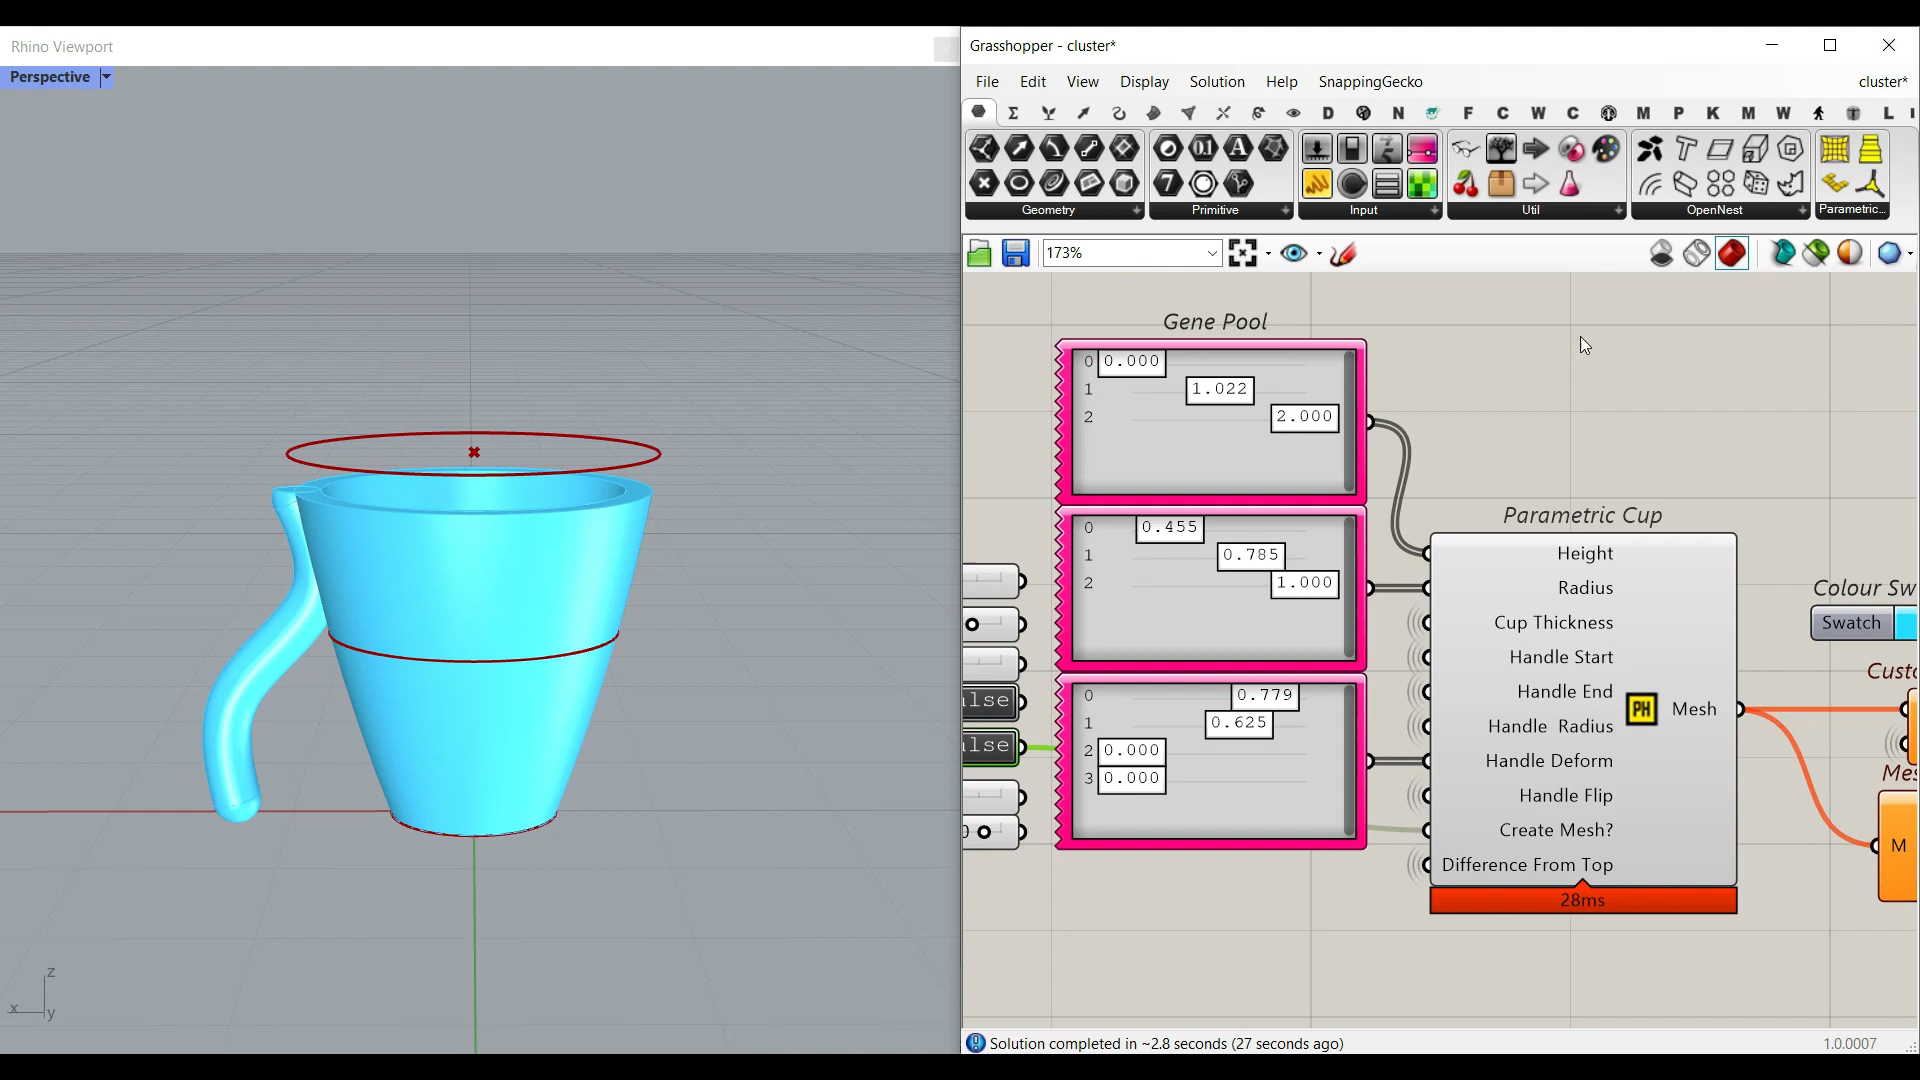 Rhino Viewport
Perspective
z
x
y
Grasshopper - cluster*
File Edit View Display Solution Help SnappingGecko cluster*
D N F C W C M P K M W L
Geometry Primitive Input Util OpenNest Parametric...
173%
Gene Pool
0 0.000
1 1.022
2 2.000
0 0.455
1 0.785
2 1.000
0 0.779
1 0.625
2 0.000
3 0.000
alse
alse
Parametric Cup
Height
Radius
Cup Thickness
Handle Start
Handle End
Handle Radius
Handle Deform
Handle Flip
Create Mesh?
Difference From Top
PH
Mesh
28ms
Colour Sw
Swatch
Custo
Mes
M
Solution completed in ~2.8 seconds (27 seconds ago)
1.0.0007